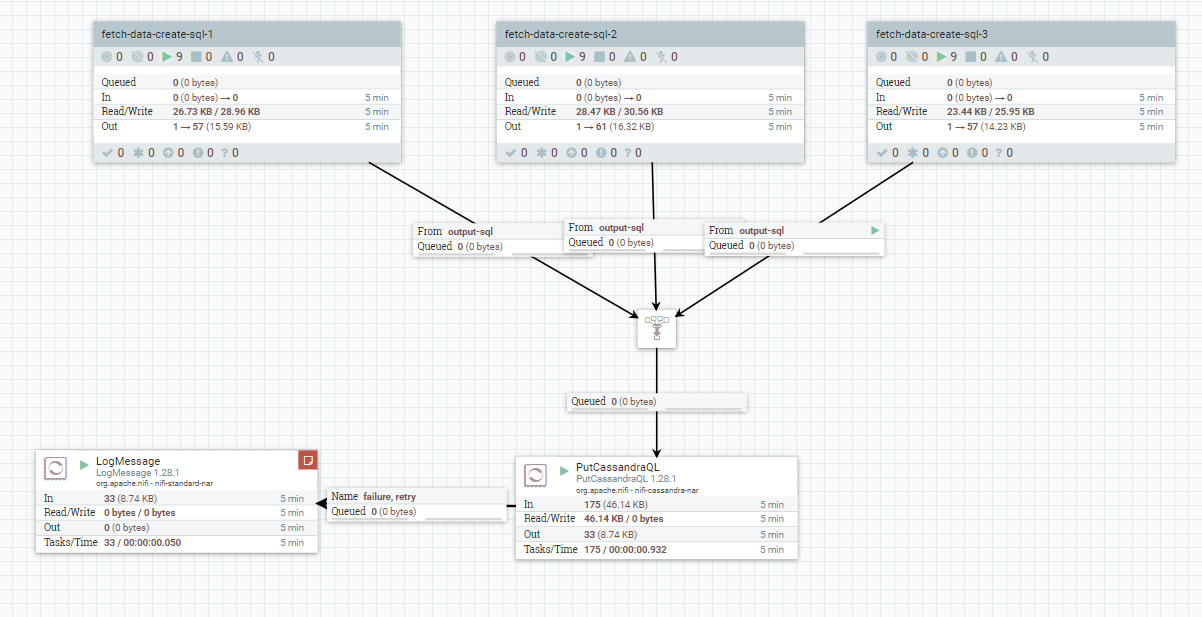 fetch-data-create-sql-1
0 0 9 0 0 0
Queued 0 (0 bytes)
In 0 (0 bytes) → 0 5 min
Read/Write 26.73 KB / 28.96 KB 5 min
Out 1 → 57 (15.59 KB) 5 min
0 0 0 0 ? 0
fetch-data-create-sql-2
0 0 9 0 0 0
Queued 0 (0 bytes)
In 0 (0 bytes) → 0 5 min
Read/Write 28.47 KB / 30.56 KB 5 min
Out 1 → 61 (16.32 KB) 5 min
0 0 0 0 ? 0
fetch-data-create-sql-3
0 0 9 0 0 0
Queued 0 (0 bytes)
In 0 (0 bytes) → 0 5 min
Read/Write 23.44 KB / 25.95 KB 5 min
Out 1 → 57 (14.23 KB) 5 min
0 0 0 0 ? 0
From output-sql
Queued 0 (0 bytes)
From output-sql
Queued 0 (0 bytes)
From output-sql
Queued 0 (0 bytes)
Queued 0 (0 bytes)
LogMessage
LogMessage 1.28.1
org.apache.nifi - nifi-standard-nar
In 33 (8.74 KB) 5 min
Read/Write 0 bytes / 0 bytes 5 min
Out 0 (0 bytes) 5 min
Tasks/Time 33 / 00:00:00.050 5 min
Name failure, retry
Queued 0 (0 bytes)
PutCassandraQL
PutCassandraQL 1.28.1
org.apache.nifi - nifi-cassandra-nar
In 175 (46.14 KB) 5 min
Read/Write 46.14 KB / 0 bytes 5 min
Out 33 (8.74 KB) 5 min
Tasks/Time 175 / 00:00:00.932 5 min